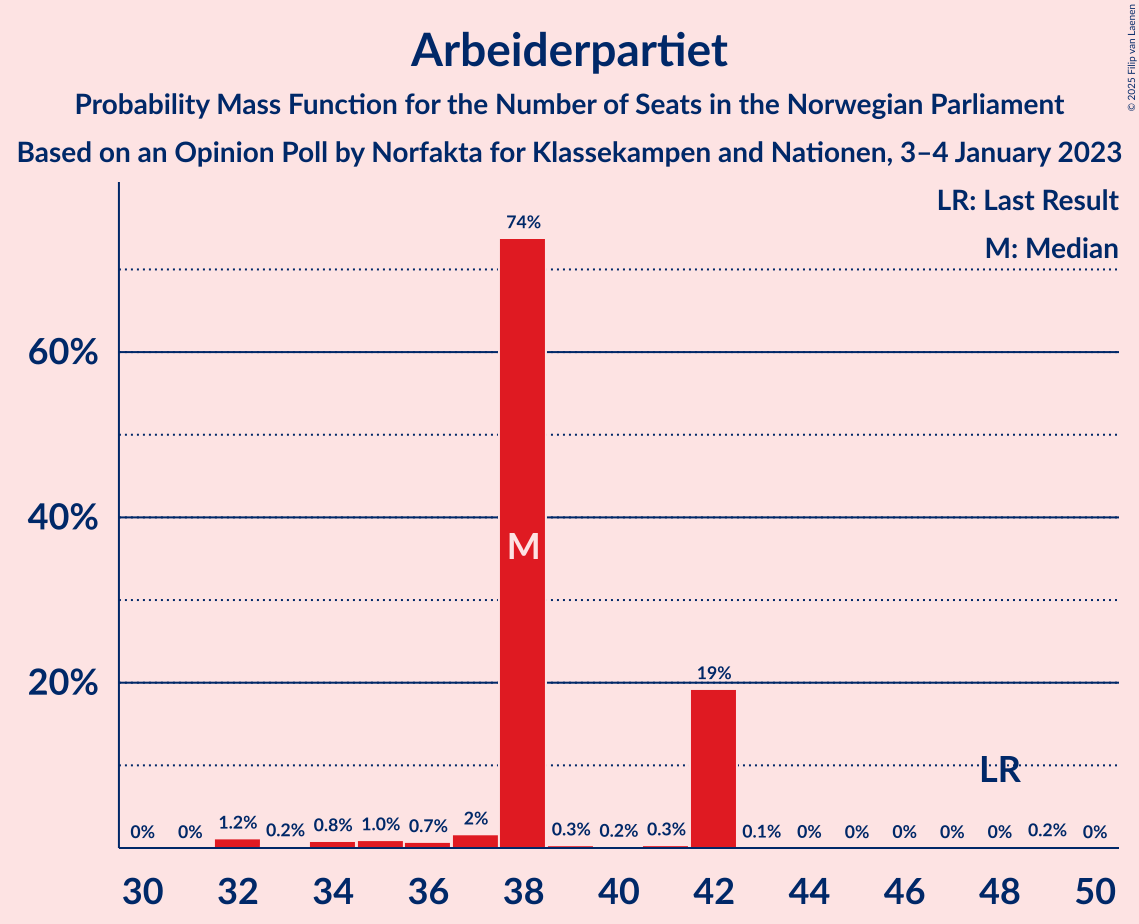 Arbeiderpartiet
Probability Mass Function for the Number of Seats in the Norwegian Parliament
Based on an Opinion Poll by Norfakta for Klassekampen and Nationen, 3–4 January 2023
© 2025 Filip van Laenen
LR: Last Result
M: Median
74%
60%
40%
M
20%
19%
LR
0% 0% 1.2% 0.2% 0.8% 1.0% 0.7% 2% 0.3% 0.2% 0.3% 0.1% 0% 0% 0% 0% 0% 0.2% 0%
30 32 34 36 38 40 42 44 46 48 50